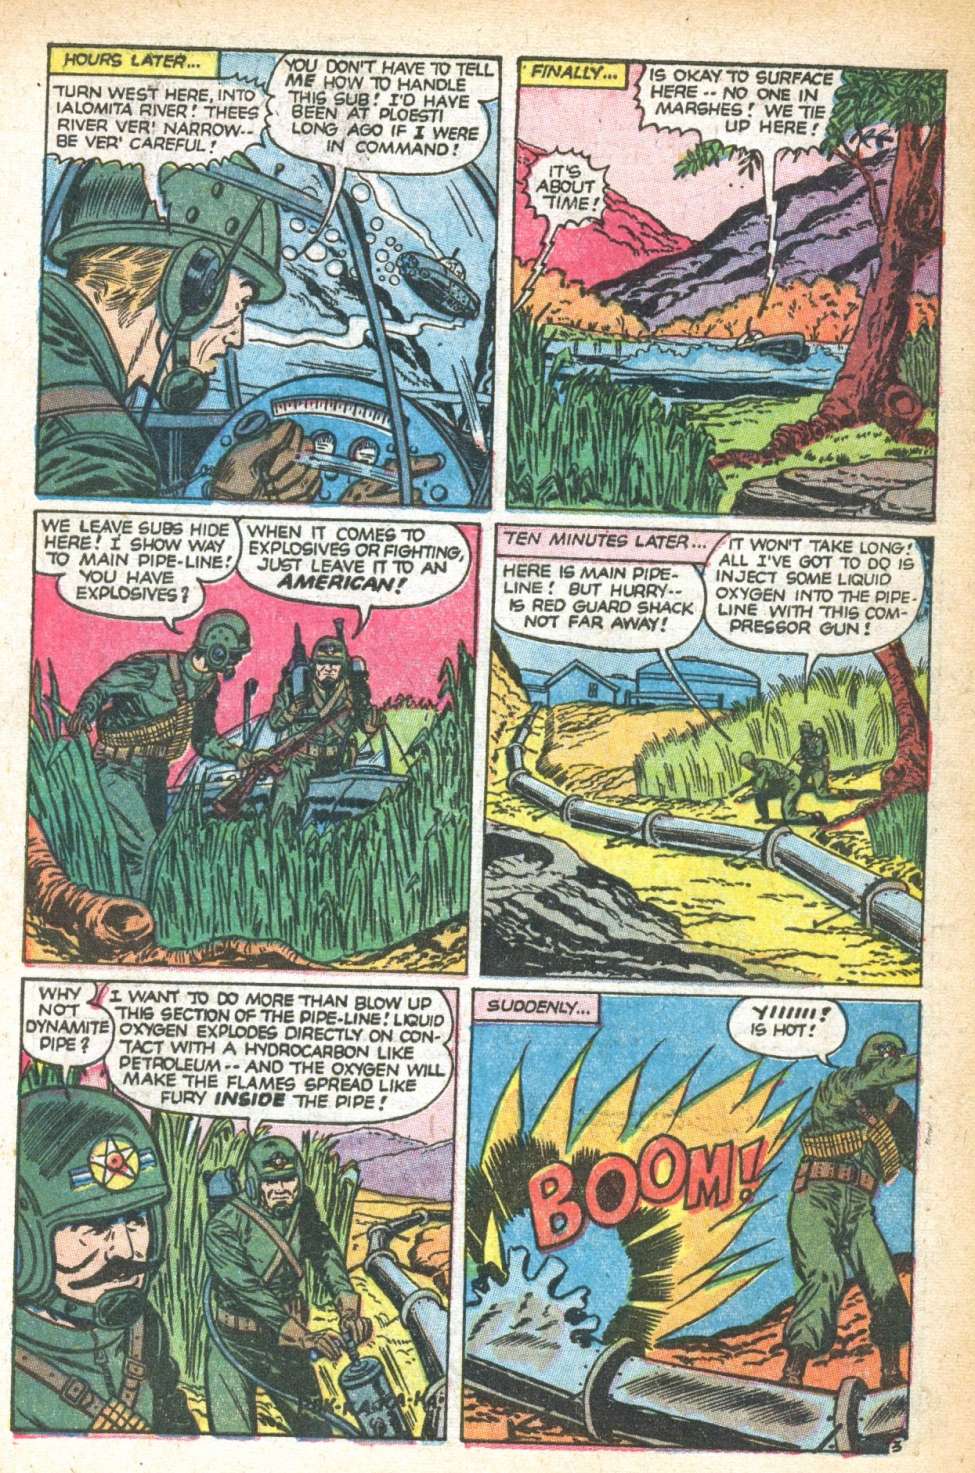 HOURS LATER...
TURN WEST HERE, INTO
IALOMITA RIVER! THEES
RIVER VER' NARROW--
BE VER' CAREFUL!
YOU DON'T HAVE TO TELL
ME HOW TO HANDLE
THIS SUB! I'D HAVE
BEEN AT PLOESTI
LONG AGO IF I WERE
IN COMMAND!
FINALLY...
IT'S
ABOUT
TIME!
IS OKAY TO SURFACE
HERE-- NO ONE IN
MARSHES! WE TIE
UP HERE!
WE LEAVE SUBS HIDE
HERE! I SHOW WAY
TO MAIN PIPE-LINE!
YOU HAVE
EXPLOSIVES?
WHEN IT COMES TO
EXPLOSIVES OR FIGHTING,
JUST LEAVE IT TO AN
AMERICAN!
TEN MINUTES LATER...
HERE IS MAIN PIPE-
LINE! BUT HURRY--
IS RED GUARD SHACK
NOT FAR AWAY!
IT WON'T TAKE LONG!
ALL I'VE GOT TO DO IS
INJECT SOME LIQUID
OXYGEN INTO THE PIPE-
LINE WITH THIS COM-
PRESSOR GUN!
WHY
NOT
DYNAMITE
PIPE?
I WANT TO DO MORE THAN BLOW UP
THIS SECTION OF THE PIPE-LINE! LIQUID
OXYGEN EXPLODES DIRECTLY ON CON-
TACT WITH A HYDROCARBON LIKE
PETROLEUM-- AND THE OXYGEN WILL
MAKE THE FLAMES SPREAD LIKE
FURY INSIDE THE PIPE!
SUDDENLY...
YIIIIII!
IS HOT!
BOOM!
3